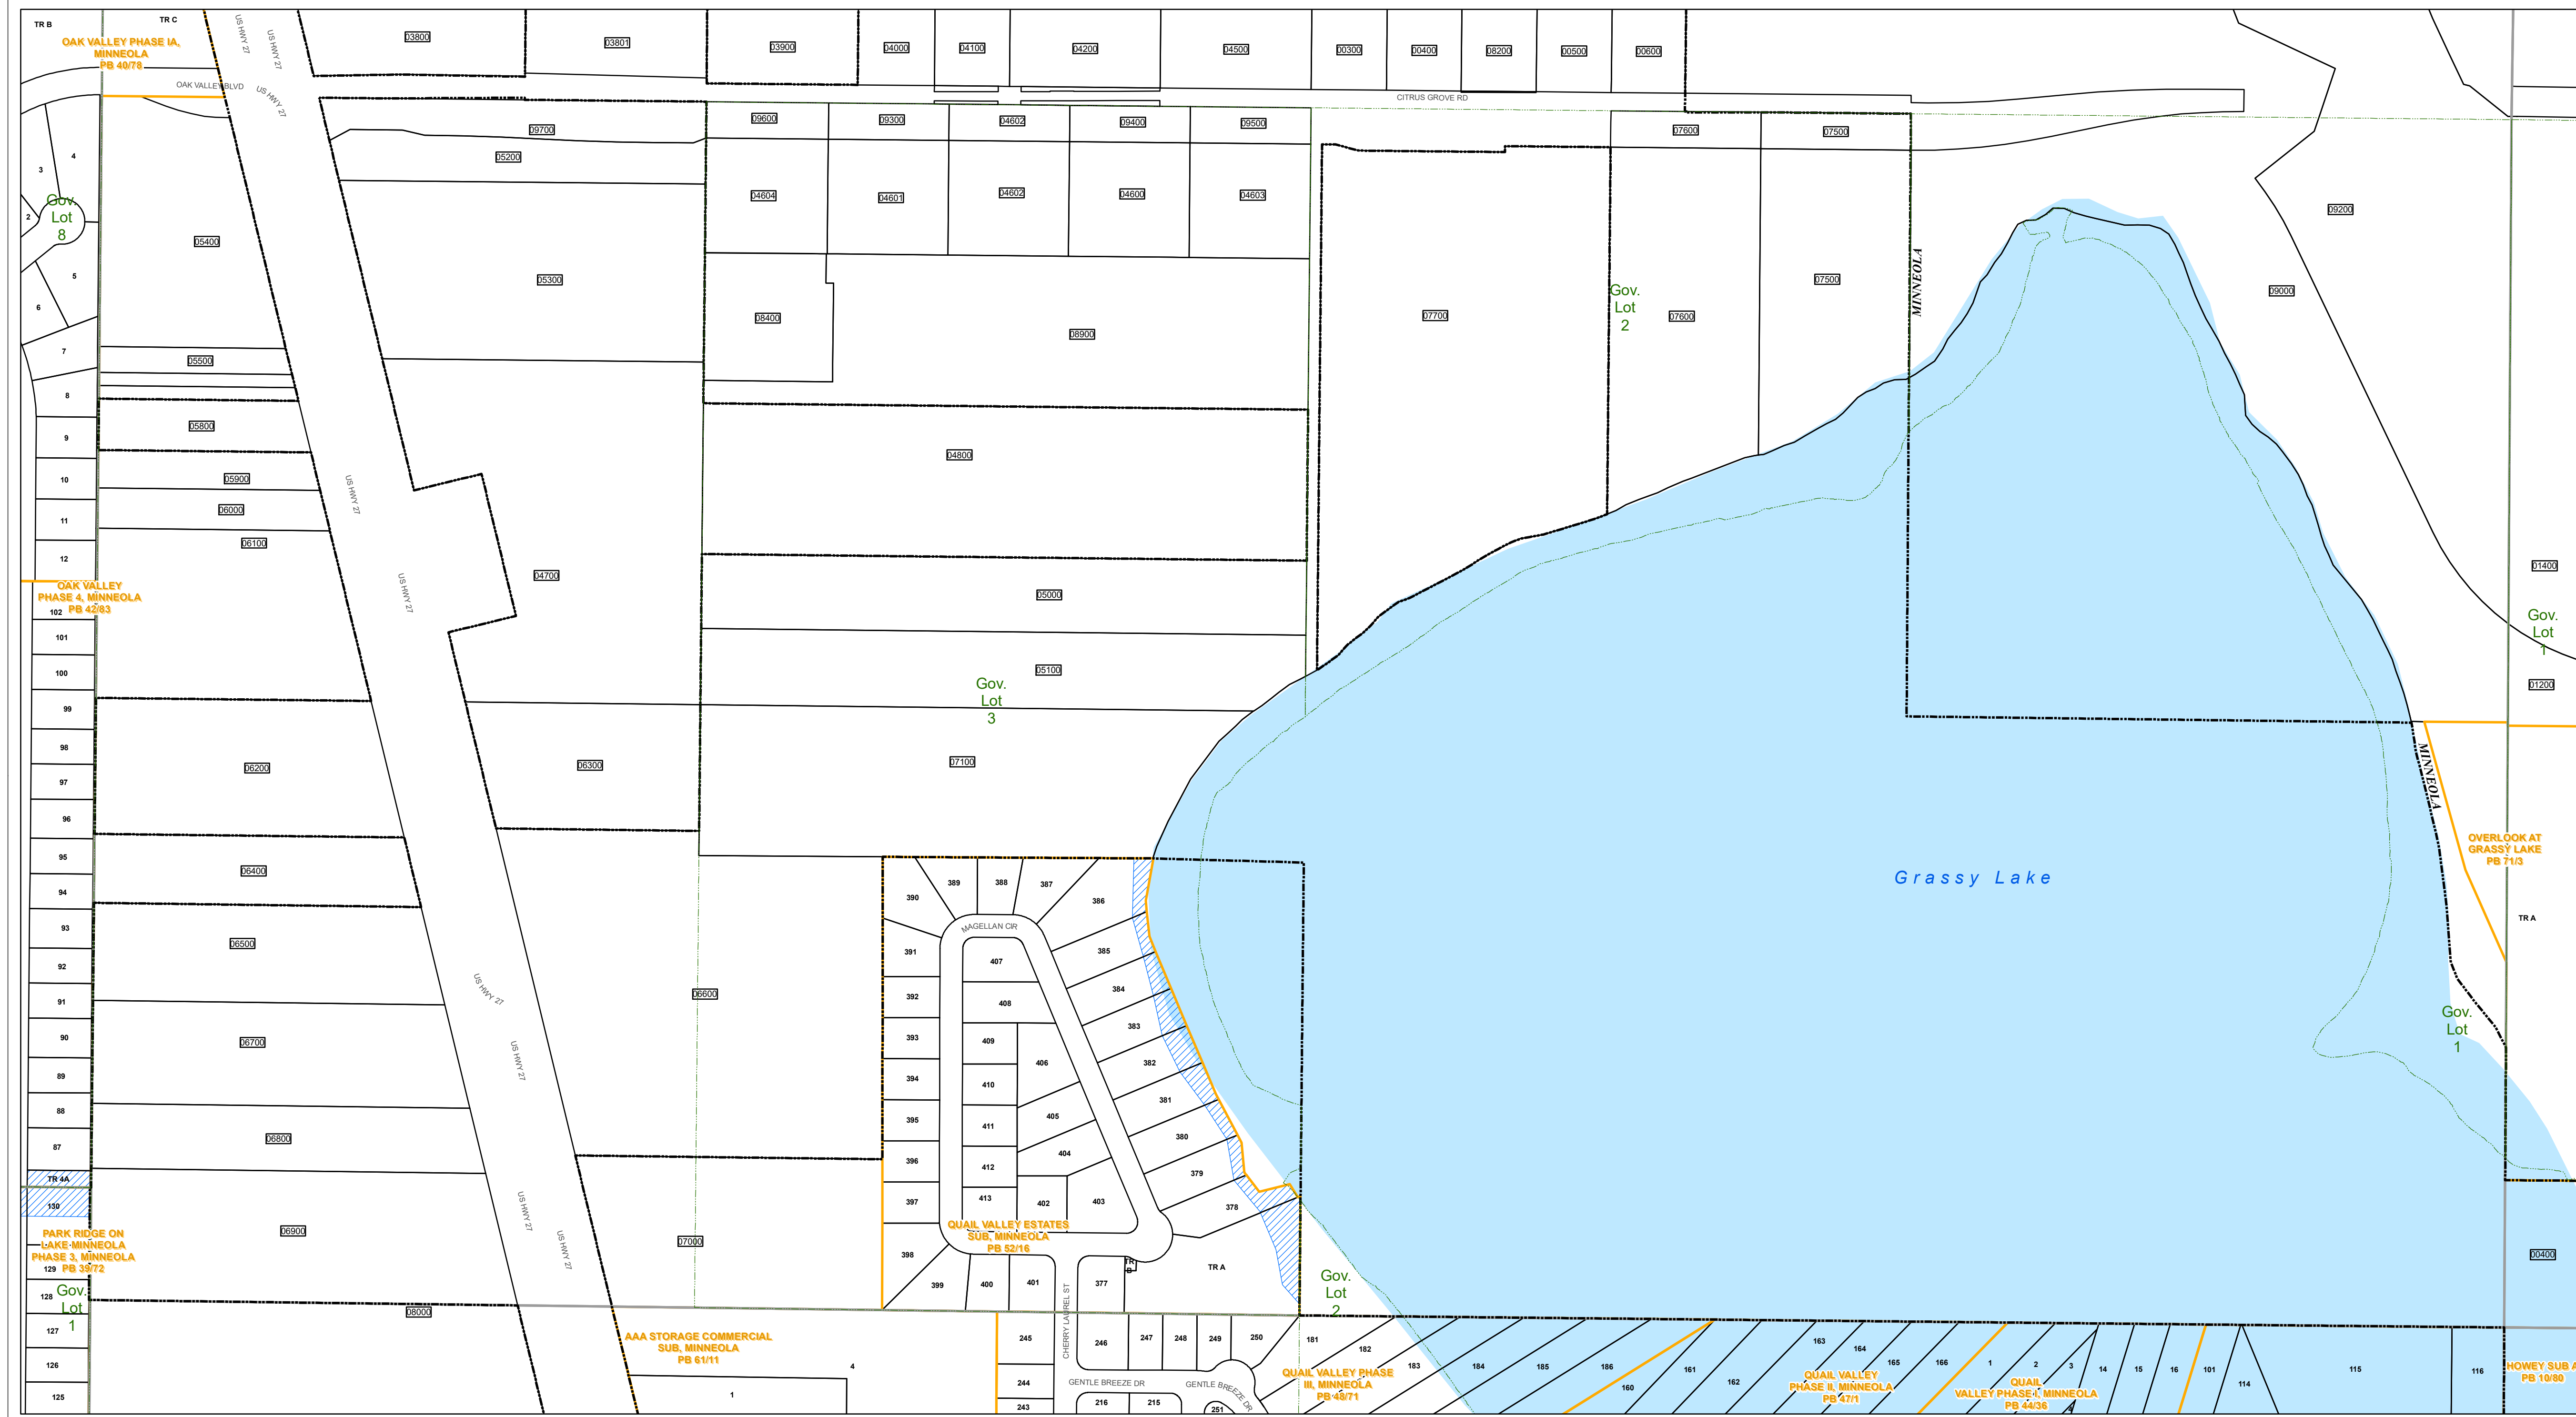 TR B
TR C
OAK VALLEY PHASE IA,
MINNEOLA
PB 40/78
US HWY 27
US HWY 27
03800
03801
03900
04000
04100
04200
04500
00300
00400
08200
00500
00600
OAK VALLEY BLVD
US HWY 27
CITRUS GROVE RD
09700
09600
09300
04602
09400
09500
07600
07500
4
3
05200
2
Gov.
Lot
8
04604
04601
04602
04600
04603
09200
05400
5
6
05300
08400
08900
07700
Gov.
Lot
2
07600
07500
MINNEOLA
09000
7
05500
8
9
05800
04800
10
05900
US HWY 27
11
06000
12
06100
04700
US HWY 27
01400
OAK VALLEY
PHASE 4, MINNEOLA
PB 42/83
102
05000
Gov.
Lot
1
101
100
05100
99
Gov.
Lot
3
01200
98
97
06200
06300
07100
MINNEOLA
96
95
94
06400
OVERLOOK AT
GRASSY LAKE
PB 71/3
Grassy Lake
390
389
388
387
386
93
06500
MAGELLAN CIR
TR A
92
391
407
385
91
US HWY 27
06600
392
408
384
90
06700
US HWY 27
393
409
406
383
Gov.
Lot
1
89
394
410
382
88
395
411
405
381
87
06800
396
412
404
380
TR 4A
130
397
413
402
403
379
378
US HWY 27
US HWY 27
06900
07000
QUAIL VALLEY ESTATES
SUB, MINNEOLA
PB 52/16
PARK RIDGE ON
LAKE MINNEOLA
PHASE 3, MINNEOLA
PB 39/72
129
128
Gov.
Lot
1
398
399
400
401
377
TR
B
TR A
Gov.
Lot
2
00400
CHERRY LAUREL ST
08000
127
126
125
AAA STORAGE COMMERCIAL
SUB, MINNEOLA
PB 61/11
4
1
245
244
243
246
247
248
249
250
GENTLE BREEZE DR
GENTLE BREEZE DR
216
215
251
181
182
183
184
185
186
QUAIL VALLEY PHASE
III, MINNEOLA
PB 48/71
160
161
162
163
164
165
166
QUAIL VALLEY
PHASE II, MINNEOLA
PB 47/1
1
2
3
QUAIL
VALLEY PHASE I, MINNEOLA
PB 44/36
14
15
16
101
114
115
116
HOWEY SUB A
PB 10/80